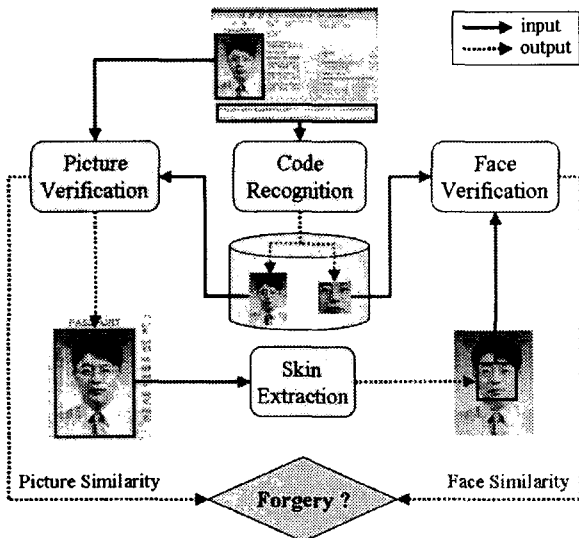 input
output
Picture
Verification
Code
Recognition
Face
Verification
Skin
Extraction
Picture Similarity
Face Similarity
Forgery ?